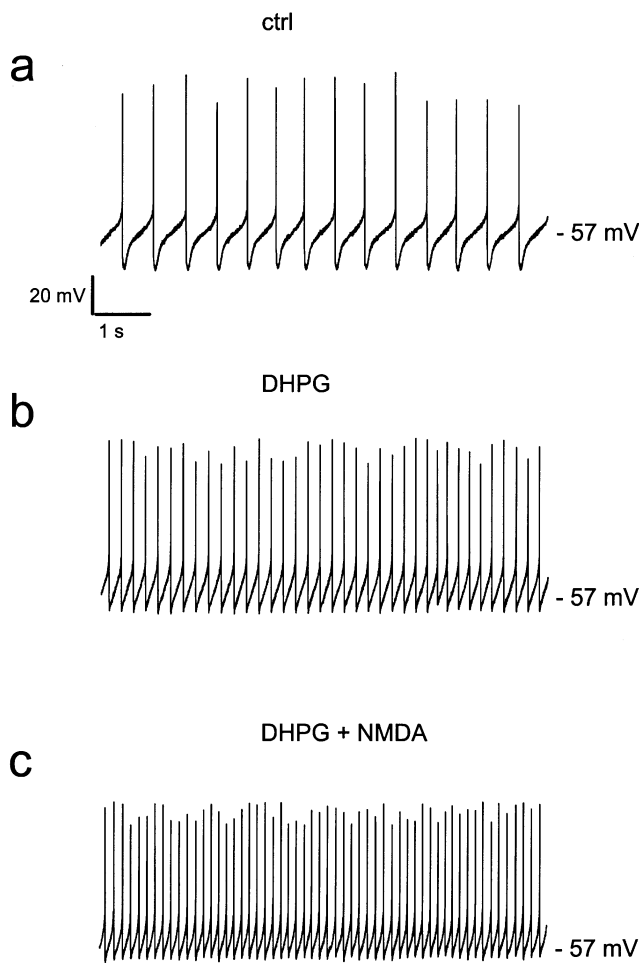 ctrl
a
- 57 mV
20 mV
1 s
DHPG
b
- 57 mV
DHPG + NMDA
c
- 57 mV